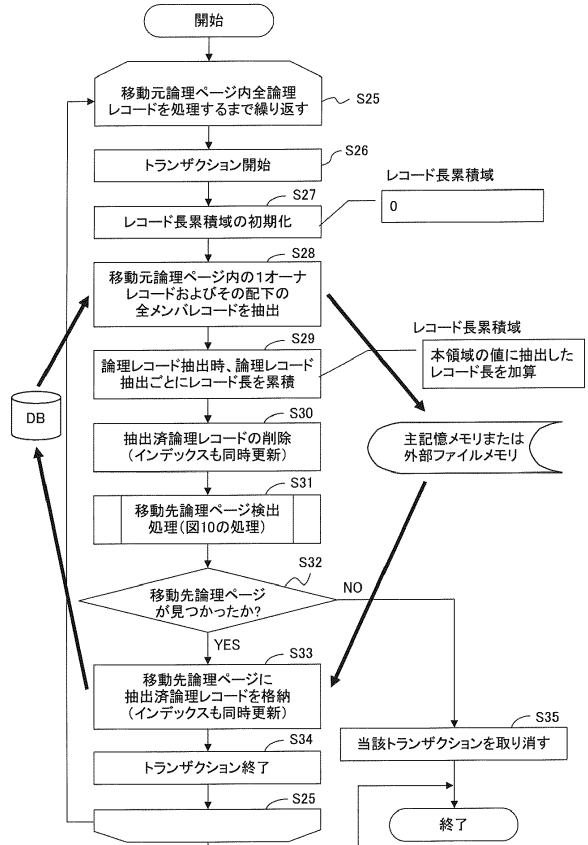 開始
移動元論理ページ内全論理
レコードを処理するまで繰り返す
S25
S26
トランザクション開始
S27
レコード長累積域の初期化
レコード長累積域
0
S28
移動元論理ページ内の1オーナ
レコードおよびその配下の
全メンバレコードを抽出
S29
論理レコード抽出時、論理レコード
抽出ごとにレコード長を累積
レコード長累積域
本領域の値に抽出した
レコード長を加算
DB
S30
抽出済論理レコードの削除
(インデックスも同時更新)
主記憶メモリまたは
外部ファイルメモリ
S31
移動先論理ページ検出
処理(図10の処理)
S32
移動先論理ページ
が見つかったか?
NO
YES
S33
移動先論理ページに
抽出済論理レコードを格納
(インデックスも同時更新)
S34
トランザクション終了
S35
当該トランザクションを取り消す
S25
終了